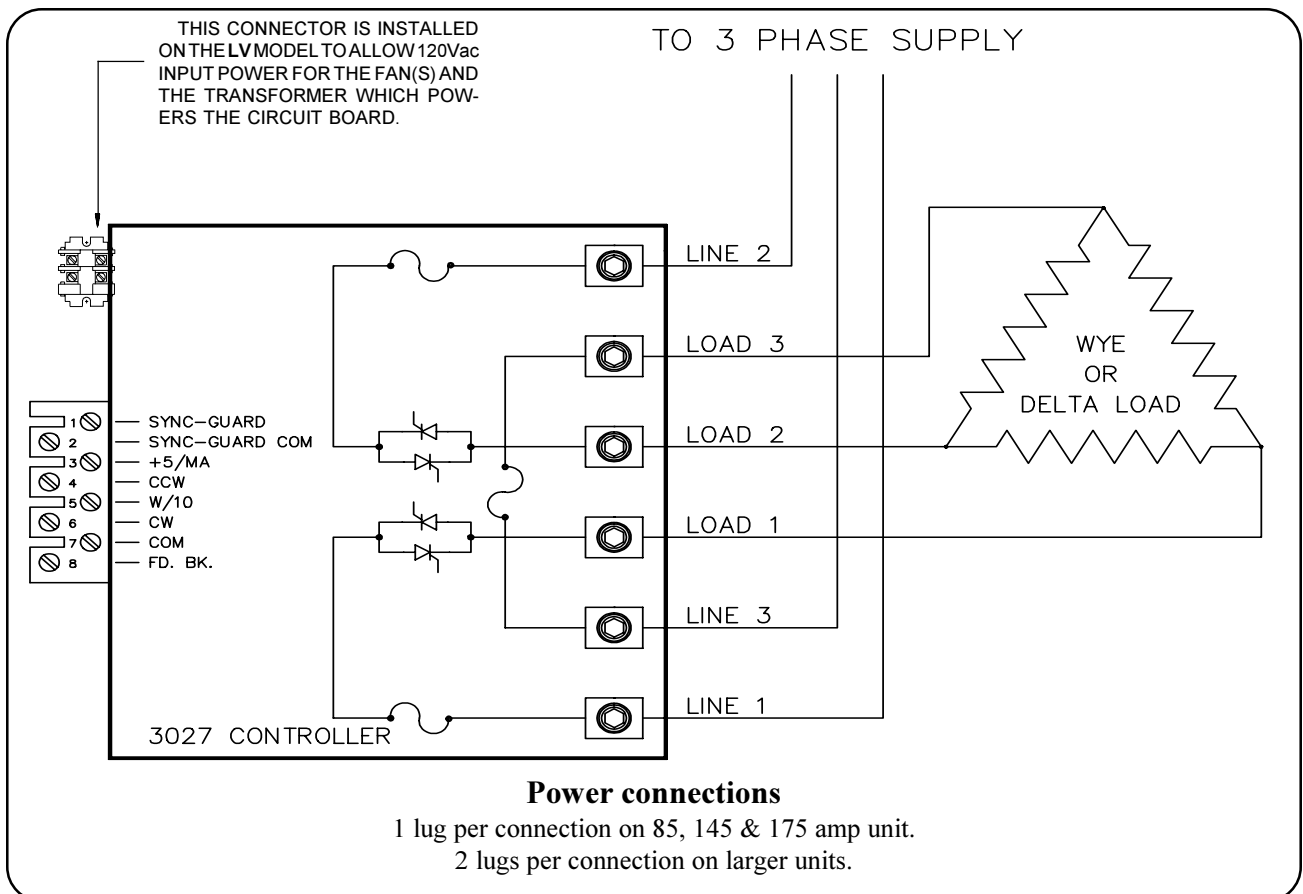 THIS CONNECTOR IS INSTALLED
ON THE LV MODEL TO ALLOW 120Vac
INPUT POWER FOR THE FAN(S) AND
THE TRANSFORMER WHICH POW-
ERS THE CIRCUIT BOARD.
TO 3 PHASE SUPPLY
LINE 2
LOAD 3
WYE
OR
DELTA LOAD
LOAD 2
LOAD 1
LINE 3
LINE 1
1 SYNC-GUARD
2 SYNC-GUARD COM
3 +5/MA
4 CCW
5 W/10
6 CW
7 COM
8 FD. BK.
3027 CONTROLLER
Power connections
1 lug per connection on 85, 145 & 175 amp unit.
2 lugs per connection on larger units.